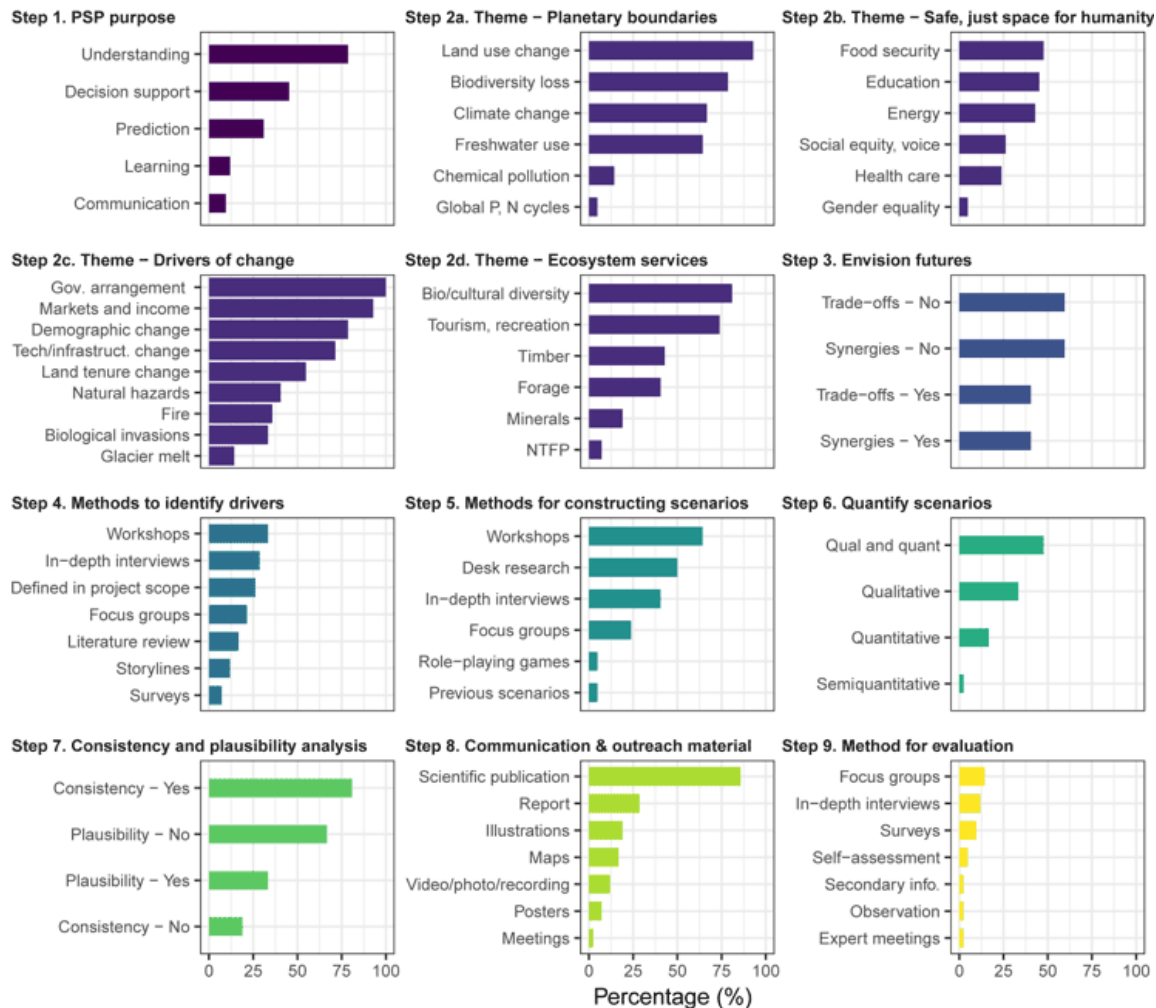 Step 1. PSP purpose
Understanding
Decision support
Prediction
Learning
Communication
Step 2a. Theme − Planetary boundaries
Land use change
Biodiversity loss
Climate change
Freshwater use
Chemical pollution
Global P, N cycles
Step 2b. Theme − Safe, just space for humanity
Food security
Education
Energy
Social equity, voice
Health care
Gender equality
Step 2c. Theme − Drivers of change
Gov. arrangement
Markets and income
Demographic change
Tech/infrastruct. change
Land tenure change
Natural hazards
Fire
Biological invasions
Glacier melt
Step 2d. Theme − Ecosystem services
Bio/cultural diversity
Tourism, recreation
Timber
Forage
Minerals
NTFP
Step 3. Envision futures
Trade−offs − No
Synergies − No
Trade−offs − Yes
Synergies − Yes
Step 4. Methods to identify drivers
Workshops
In−depth interviews
Defined in project scope
Focus groups
Literature review
Storylines
Surveys
Step 5. Methods for constructing scenarios
Workshops
Desk research
In−depth interviews
Focus groups
Role−playing games
Previous scenarios
Step 6. Quantify scenarios
Qual and quant
Qualitative
Quantitative
Semiquantitative
Step 7. Consistency and plausibility analysis
Consistency − Yes
Plausibility − No
Plausibility − Yes
Consistency − No
0 25 50 75 100
Step 8. Communication & outreach material
Scientific publication
Report
Illustrations
Maps
Video/photo/recording
Posters
Meetings
0 25 50 75 100
Step 9. Method for evaluation
Focus groups
In−depth interviews
Surveys
Self−assessment
Secondary info.
Observation
Expert meetings
0 25 50 75 100
Percentage (%)